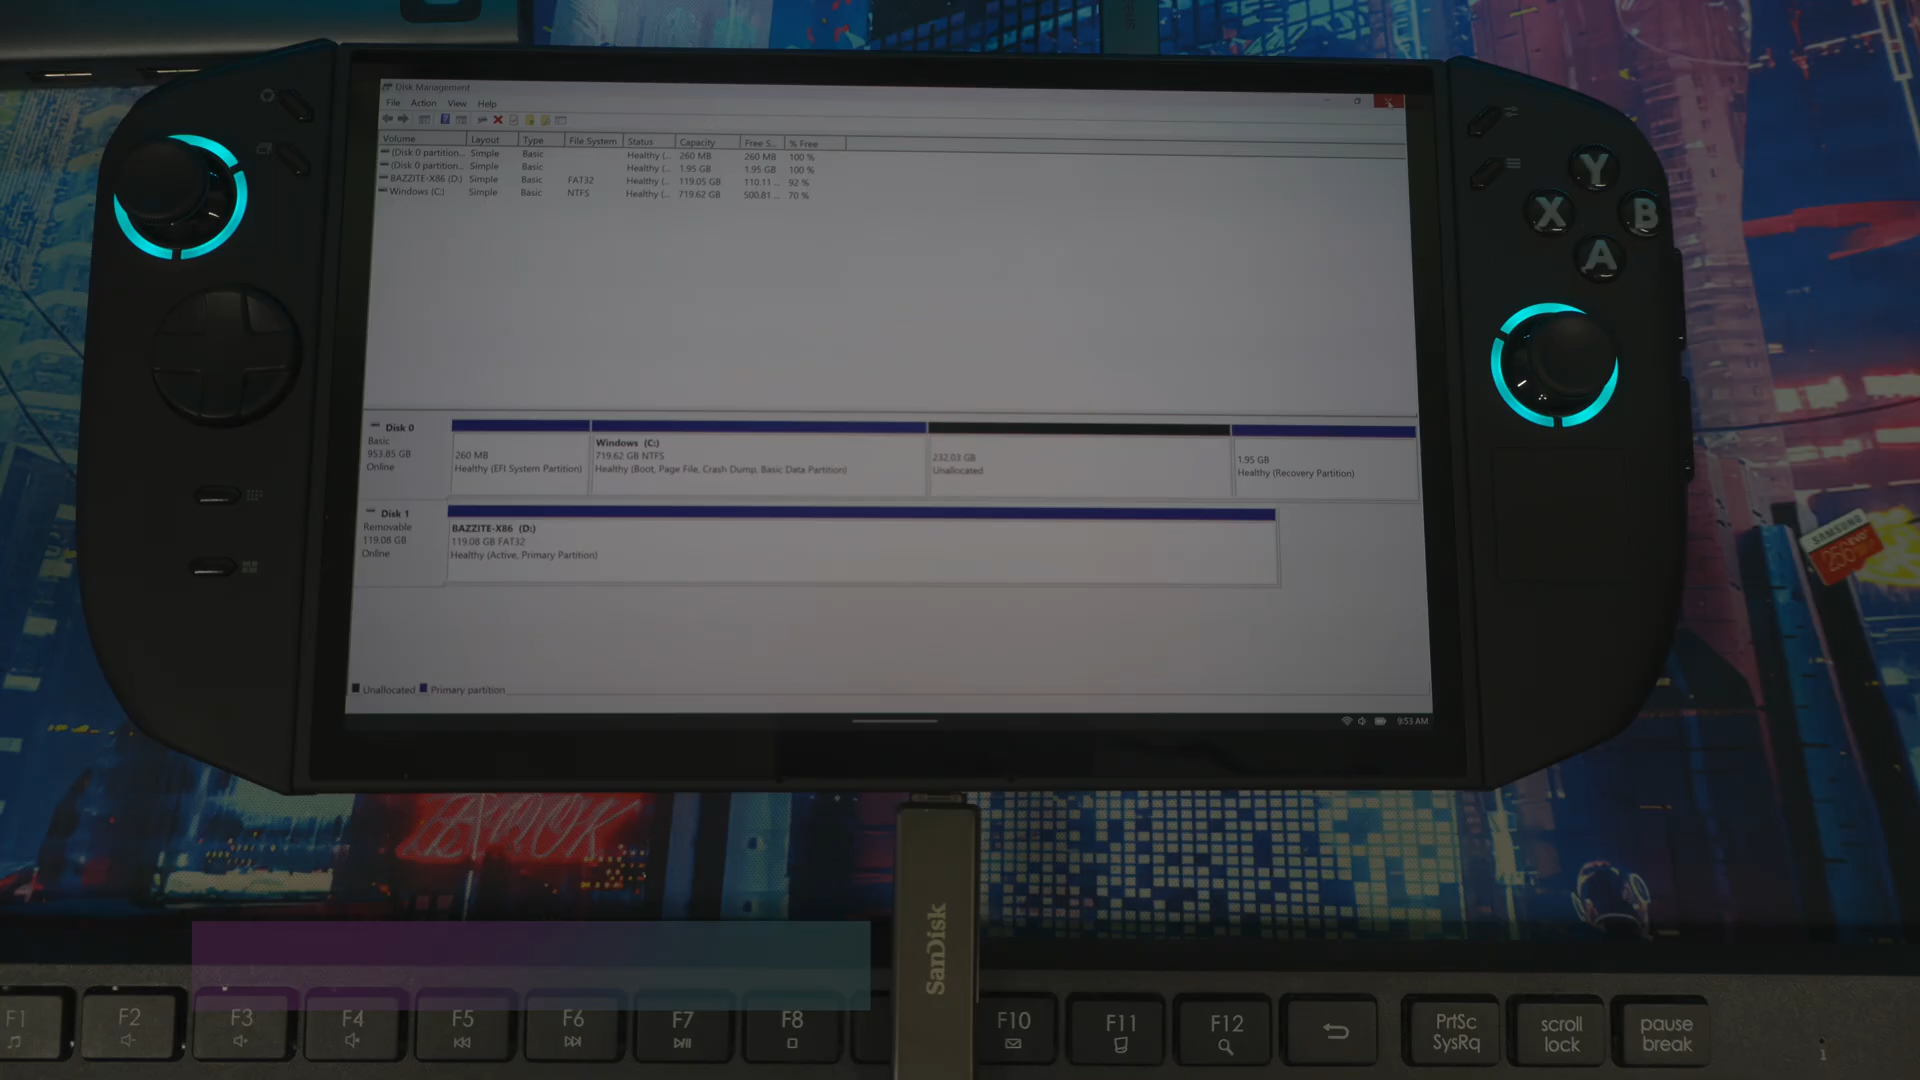 Disk Management
File Action View Help
Volume Layout Type File System Status Capacity Free S... % Free
(Disk 0 partition... Simple Basic Healthy (... 260 MB 260 MB 100 %
(Disk 0 partition... Simple Basic Healthy (... 1.95 GB 1.95 GB 100 %
BAZZITE-X86 (D:) Simple Basic FAT32 Healthy (... 119.05 GB 110.11 ... 92 %
Windows (C:) Simple Basic NTFS Healthy (... 719.62 GB 500.81 ... 70 %
Disk 0
Basic
953.85 GB
Online
260 MB
Healthy (EFI System Partition)
Windows (C:)
719.62 GB NTFS
Healthy (Boot, Page File, Crash Dump, Basic Data Partition)
232.03 GB
Unallocated
1.95 GB
Healthy (Recovery Partition)
Disk 1
Removable
119.08 GB
Online
BAZZITE-X86 (D:)
119.08 GB FAT32
Healthy (Active, Primary Partition)
Unallocated Primary partition
9:53 AM
Y
X B
A
SAMSUNG
256
SanDisk
F1 F2 F3 F4 F5 F6 F7 F8 F10 F11 F12
PrtSc
SysRq
scroll
lock
pause
break
1